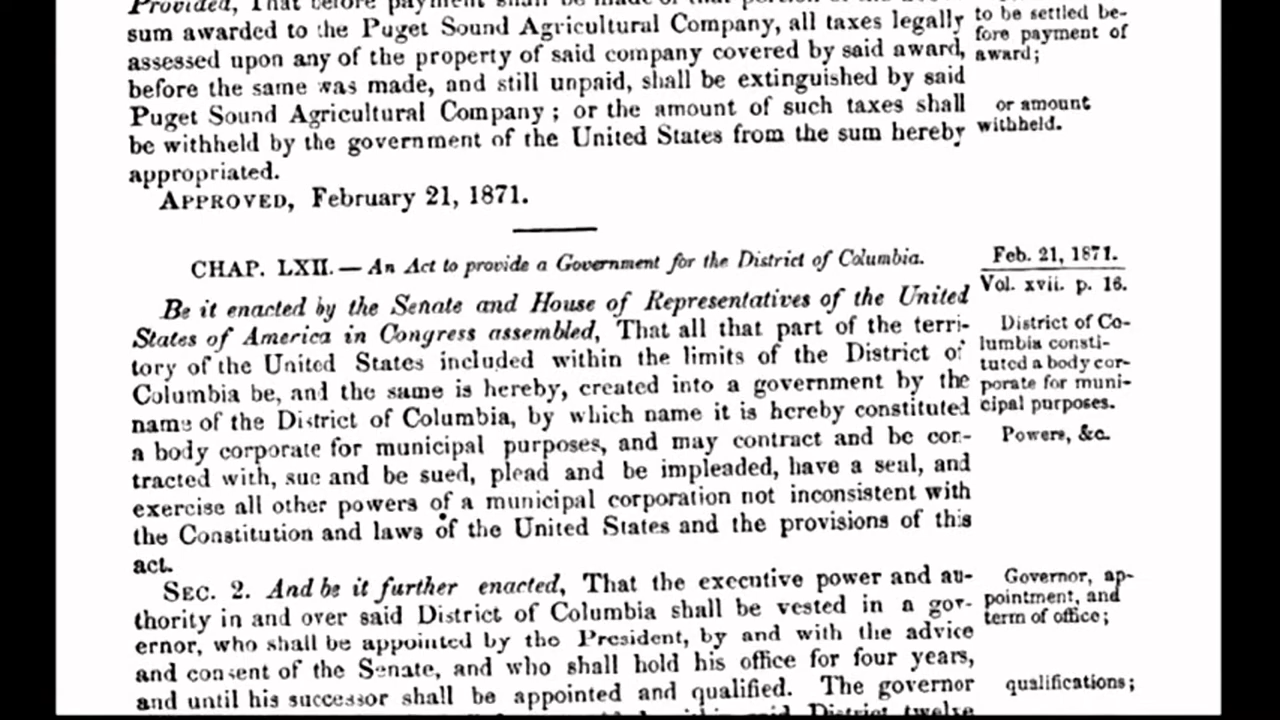 Provided, That before payment shall be made of that portion of the
sum awarded to the Puget Sound Agricultural Company, all taxes legally
assessed upon any of the property of said company covered by said award,
before the same was made, and still unpaid, shall be extinguished by said
Puget Sound Agricultural Company; or the amount of such taxes shall
be withheld by the government of the United States from the sum hereby
appropriated.
APPROVED, February 21, 1871.
to be settled be-
fore payment of
award;
or amount
withheld.
CHAP. LXII. — An Act to provide a Government for the District of Columbia.
Be it enacted by the Senate and House of Representatives of the United
States of America in Congress assembled, That all that part of the terri-
tory of the United States included within the limits of the District of
Columbia be, and the same is hereby, created into a government by the
name of the District of Columbia, by which name it is hereby constituted
a body corporate for municipal purposes, and may contract and be con-
tracted with, sue and be sued, plead and be impleaded, have a seal, and
exercise all other powers of a municipal corporation not inconsistent with
the Constitution and laws of the United States and the provisions of this
act.
Feb. 21, 1871.
Vol. xvii. p. 16.
District of Co-
lumbia consti-
tuted a body cor-
porate for muni-
cipal purposes.
Powers, &c.
SEC. 2. And be it further enacted, That the executive power and au-
thority in and over said District of Columbia shall be vested in a gov-
ernor, who shall be appointed by the President, by and with the advice
and consent of the Senate, and who shall hold his office for four years,
and until his successor shall be appointed and qualified. The governor
said District twelve
Governor, ap-
pointment, and
term of office;
qualifications;